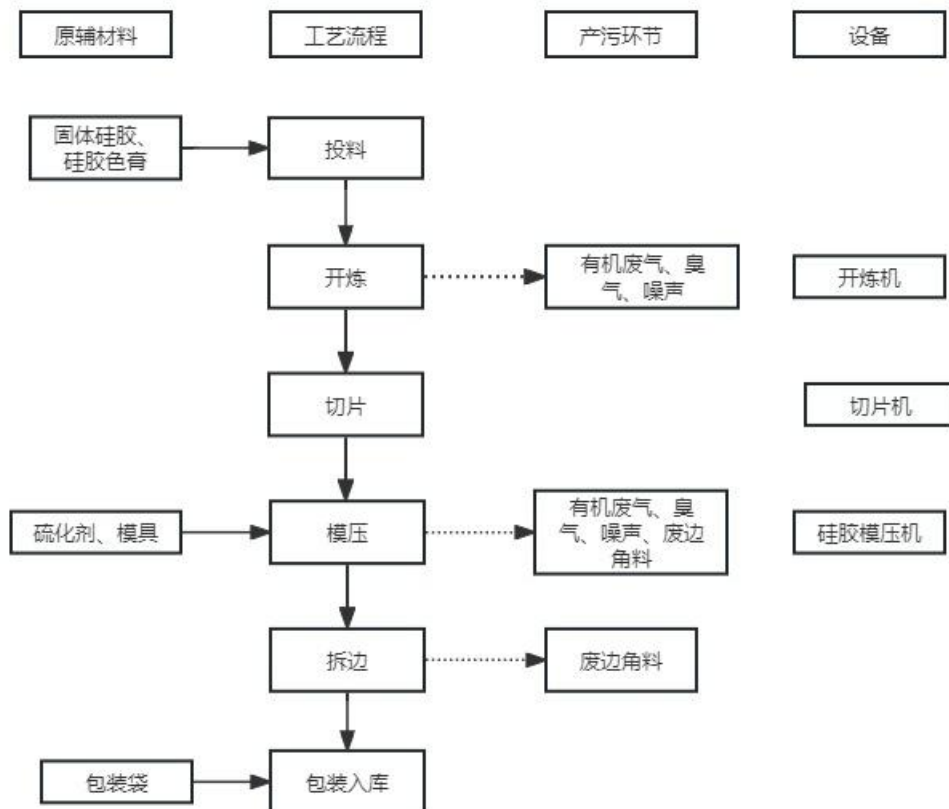 原辅材料
工艺流程
产污环节
设备
固体硅胶、
硅胶色膏
投料
开炼
有机废气、臭
气、噪声
开炼机
切片
切片机
硫化剂、模具
模压
有机废气、臭
气、噪声、废边
角料
硅胶模压机
拆边
废边角料
包装袋
包装入库